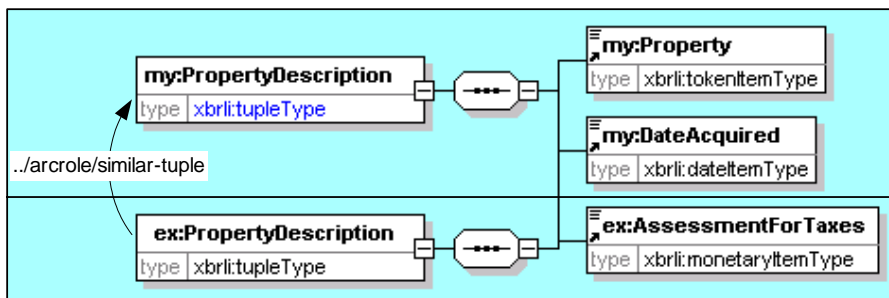 my:PropertyDescription
type xbrli:tupleType
my:Property
type xbrli:tokenItemType
my:DateAcquired
type xbrli:dateItemType
../arcrole/similar-tuple
ex:PropertyDescription
type xbrli:tupleType
ex:AssessmentForTaxes
type xbrli:monetaryItemType